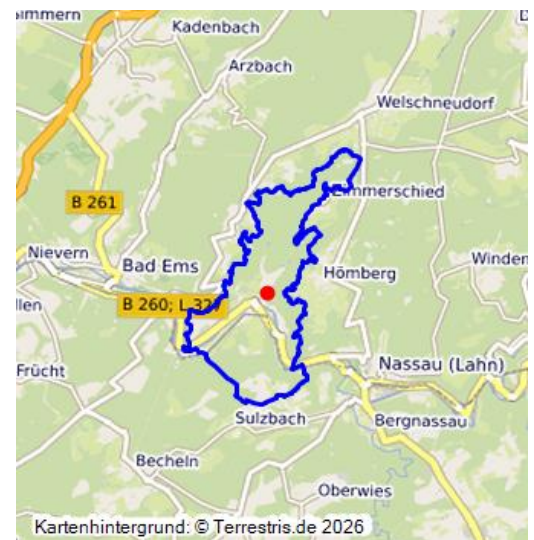 Kadenbach
Arzbach
Welschneudorf
B 261
Zimmerschied
Nievern
Bad Ems
Hömberg
Winden
B 260; L 327
Frücht
Nassau (Lahn)
Sulzbach
Bergnassau
Becheln
Oberwies
Kartenhintergrund: © Terrestris.de 2026